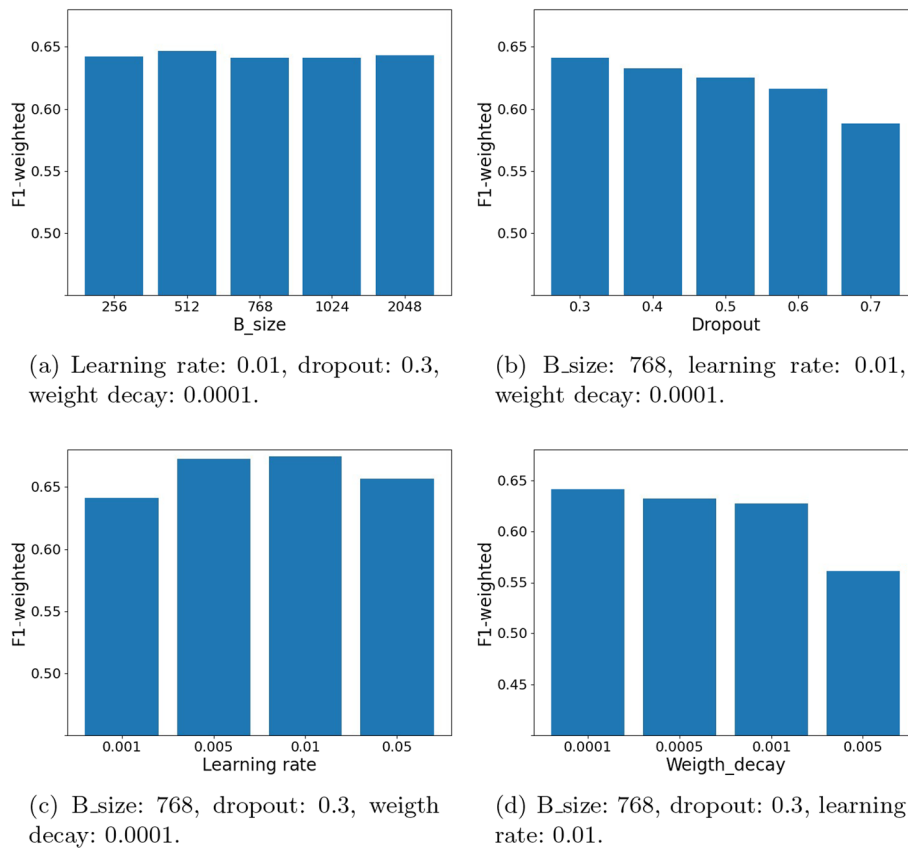 0.65
0.60
0.55
0.50
F1-weighted
256 512 768 1024 2048
B_size
(a) Learning rate: 0.01, dropout: 0.3,
weight decay: 0.0001.
0.65
0.60
0.55
0.50
F1-weighted
0.3 0.4 0.5 0.6 0.7
Dropout
(b) B_size: 768, learning rate: 0.01,
weight decay: 0.0001.
0.65
0.60
0.55
0.50
F1-weighted
0.001 0.005 0.01 0.05
Learning rate
(c) B_size: 768, dropout: 0.3, weigth
decay: 0.0001.
0.65
0.60
0.55
0.50
0.45
F1-weighted
0.0001 0.0005 0.001 0.005
Weigth_decay
(d) B_size: 768, dropout: 0.3, learning
rate: 0.01.